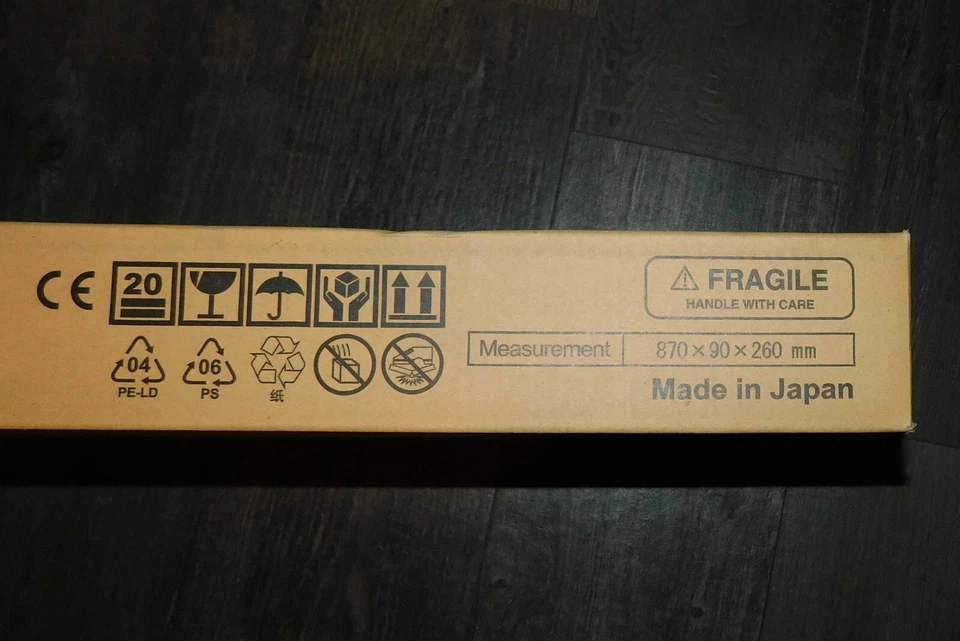 CE
20
FRAGILE
HANDLE WITH CARE
04
PE-LD
06
PS
纸
Measurement 870×90×260 mm
Made in Japan